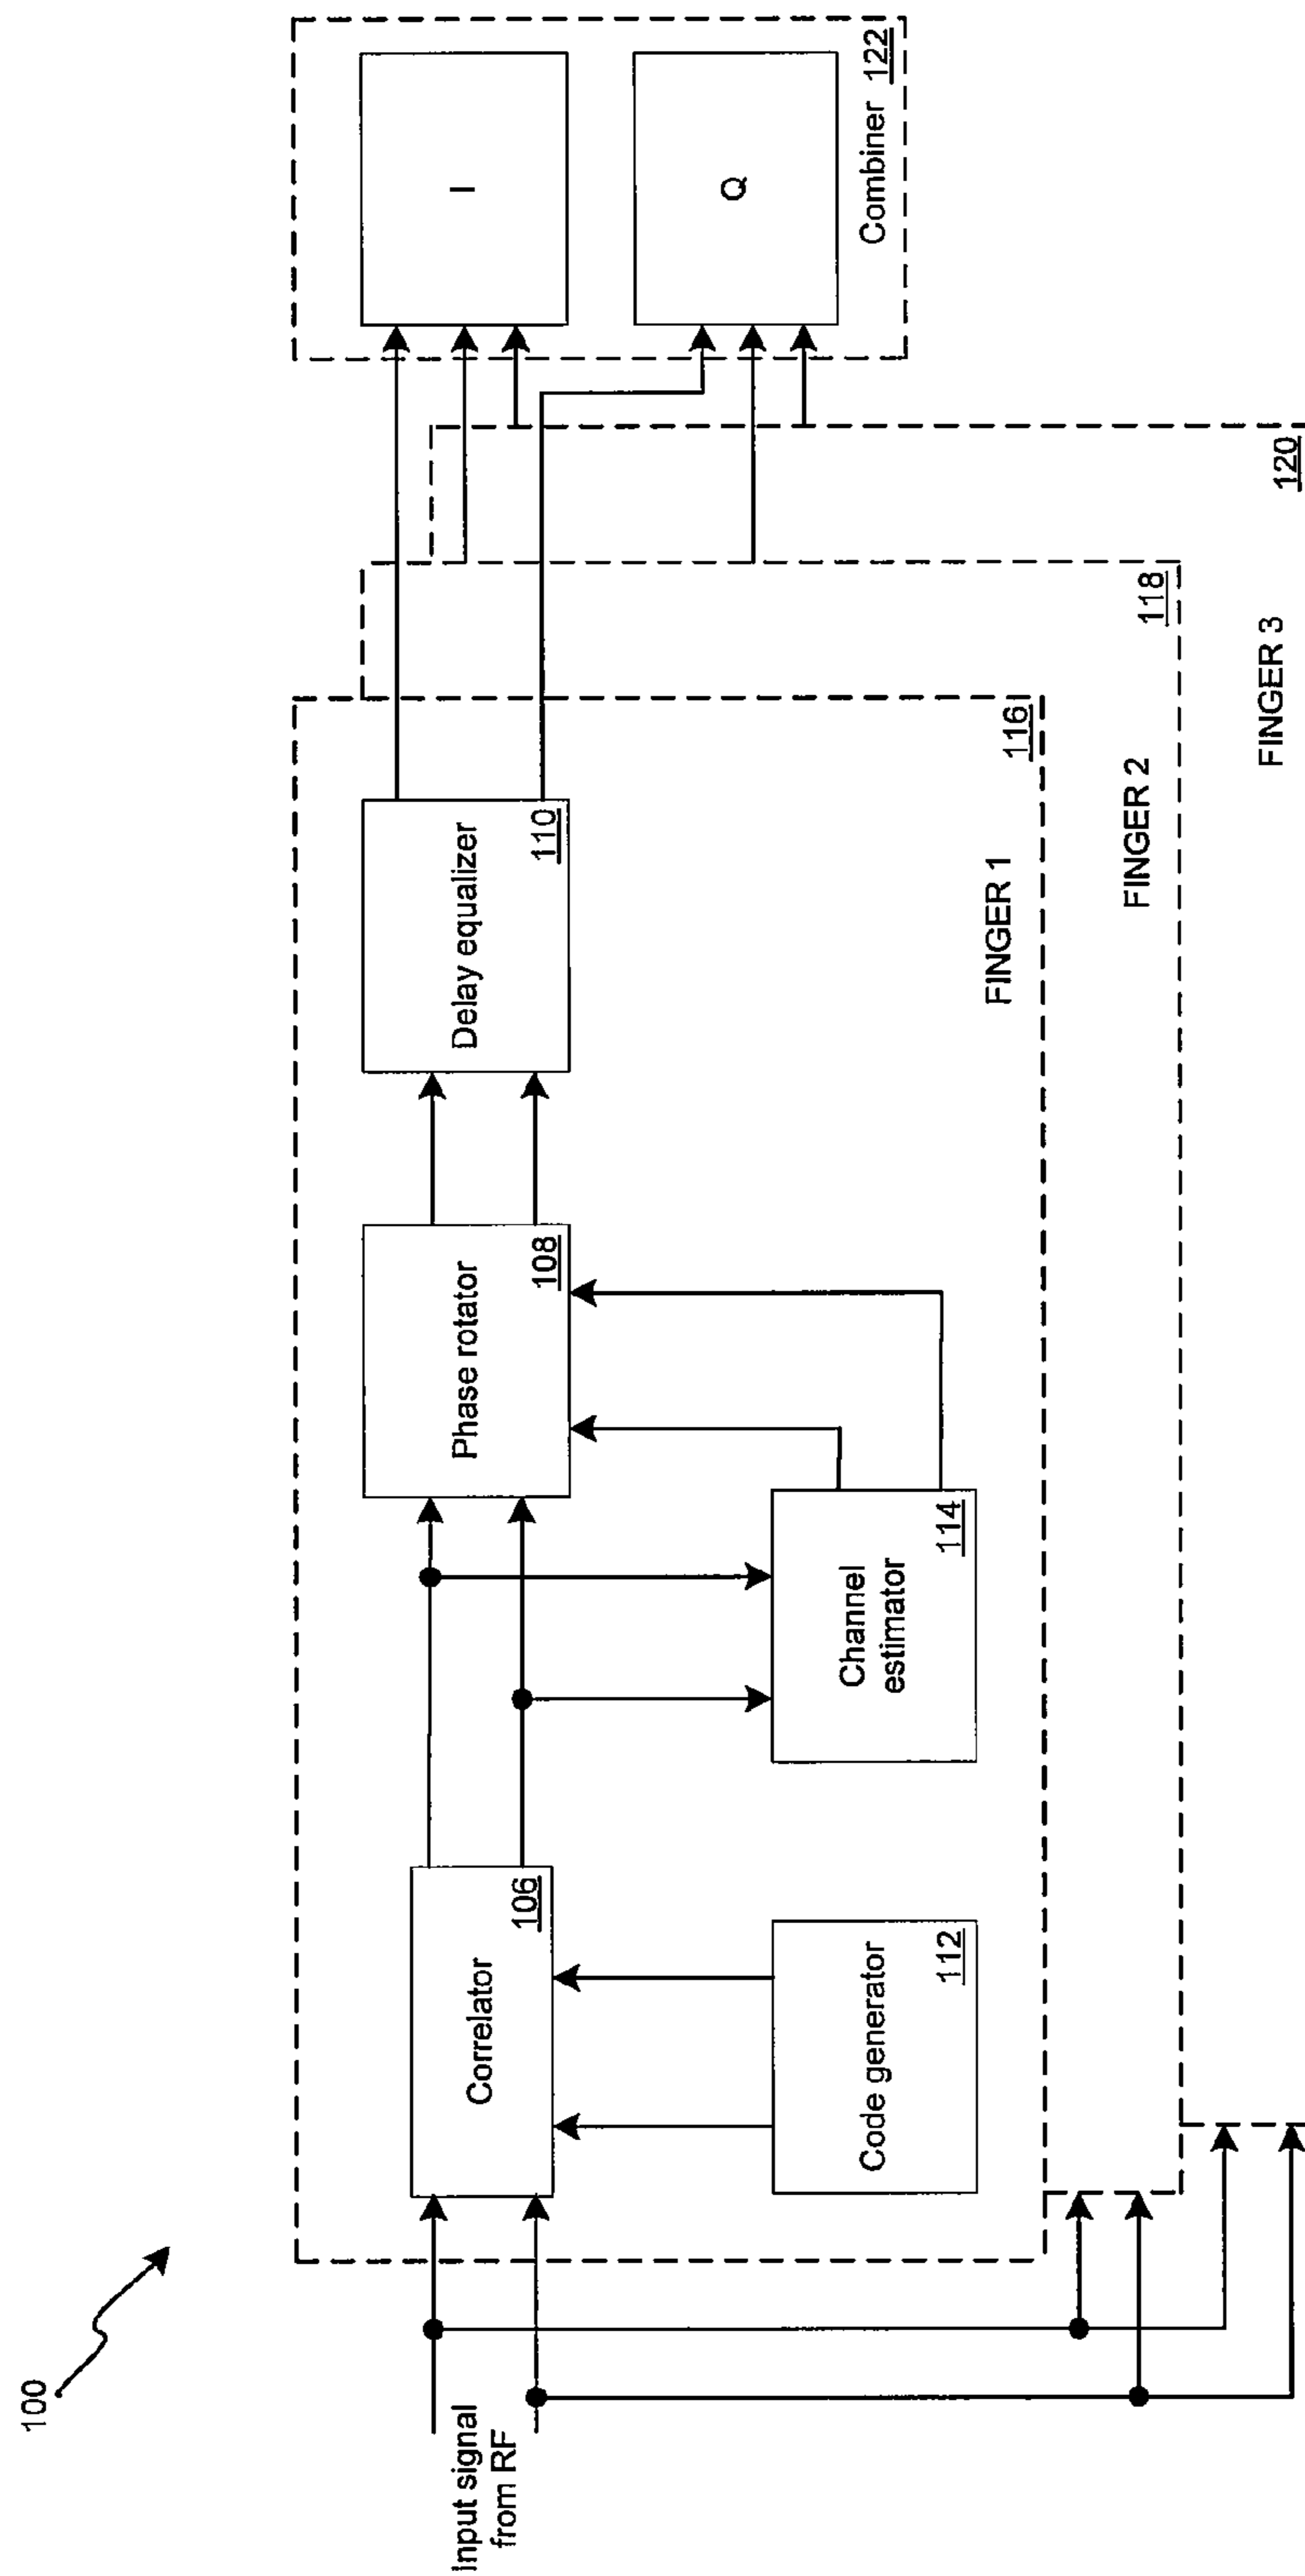 100
Input signal
from RF
Correlator
106
Code generator
112
Phase rotator
108
Channel
estimator
114
Delay equalizer
110
FINGER 1
116
FINGER 2
118
FINGER 3
120
I
Q
Combiner 122